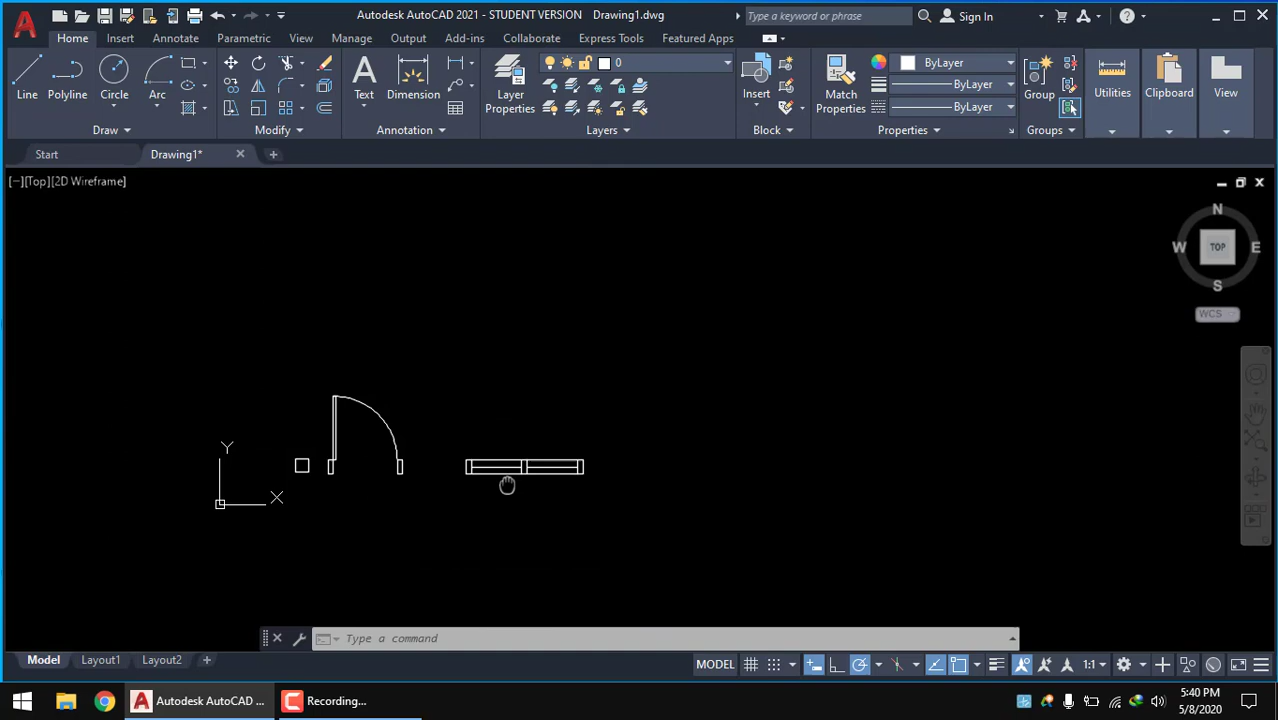 Autodesk AutoCAD 2021 - STUDENT VERSION Drawing1.dwg
Type a keyword or phrase
Sign In
Home Insert Annotate Parametric View Manage Output Add-ins Collaborate Express Tools Featured Apps
Line Polyline Circle Arc
Text Dimension
Layer Properties
0
Insert
Match Properties
ByLayer
ByLayer
ByLayer
Group
Utilities Clipboard View
Draw Modify Annotation Layers Block Properties Groups
Start Drawing1*
[−][Top][2D Wireframe]
N
W TOP E
S
WCS
Y
X
Type a command
Model Layout1 Layout2
MODEL 1:1
Autodesk AutoCAD ... Recording...
5:40 PM
5/8/2020